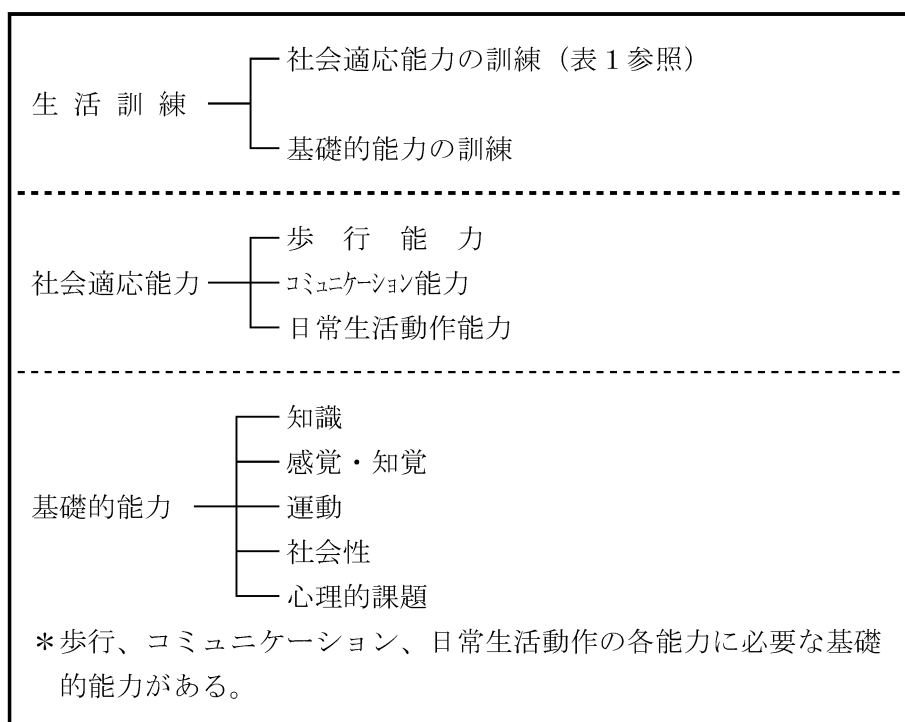 社会適応能力の訓練（表１参照）
生活訓練
基礎的能力の訓練
歩行能力
社会適応能力
コミュニケーション能力
日常生活動作能力
知識
感覚・知覚
基礎的能力
運動
社会性
心理的課題
＊歩行、コミュニケーション、日常生活動作の各能力に必要な基礎
的能力がある。